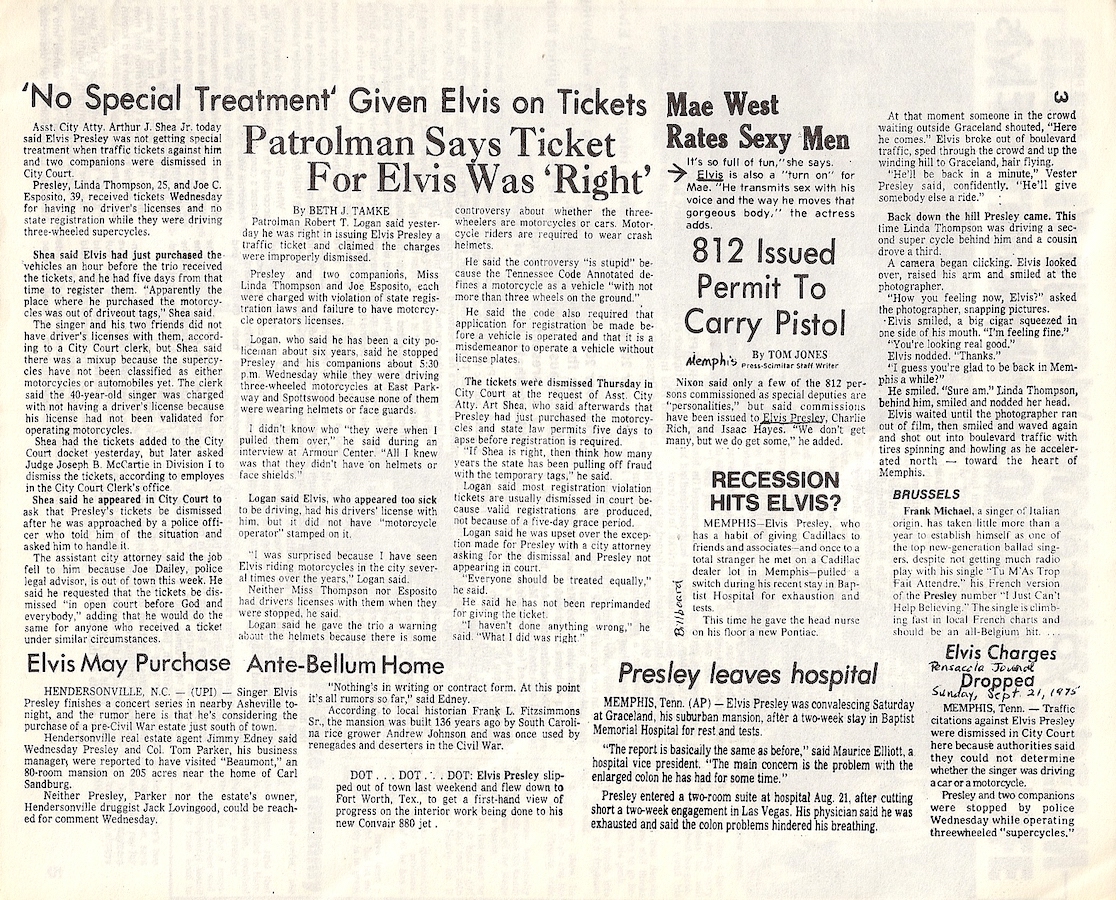 3
'No Special Treatment' Given Elvis on Tickets
Asst. City Atty. Arthur J. Shea Jr. today
said Elvis Presley was not getting special
treatment when traffic tickets against him
and two companions were dismissed in
City Court.
Presley, Linda Thompson, 25, and Joe C.
Esposito, 39, received tickets Wednesday
for having no driver's licenses and no
state registration while they were driving
three-wheeled supercycles.
Shea said Elvis had just purchased the
vehicles an hour before the trio received
the tickets, and he had five days from that
time to register them. "Apparently the
place where he purchased the motorcy-
cles was out of driveout tags," Shea said.
The singer and his two friends did not
have driver's licenses with them, accord-
ing to a City Court clerk, but Shea said
there was a mixup because the supercy-
cles have not been classified as either
motorcycles or automobiles yet. The clerk
said the 40-year-old singer was charged
with not having a driver's license because
his license had not been validated for
operating motorcycles.
Shea had the tickets added to the City
Court docket yesterday, but later asked
Judge Joseph B. McCartie in Division I to
dismiss the tickets, according to employes
in the City Court Clerk's office.
Shea said he appeared in City Court to
ask that Presley's tickets be dismissed
after he was approached by a police offi-
cer who told him of the situation and
asked him to handle it.
The assistant city attorney said the job
fell to him because Joe Dailey, police
legal advisor, is out of town this week. He
said he requested that the tickets be dis-
missed "in open court before God and
everybody," adding that he would do the
same for anyone who received a ticket
under similar circumstances.
Patrolman Says Ticket
For Elvis Was 'Right'
By BETH J. TAMKE
Patrolman Robert T. Logan said yester-
day he was right in issuing Elvis Presley a
traffic ticket and claimed the charges
were improperly dismissed.
Presley and two companions, Miss
Linda Thompson and Joe Esposito, each
were charged with violation of state regis-
tration laws and failure to have motorcy-
cle operators licenses.
Logan, who said he has been a city po-
liceman about six years, said he stopped
Presley and his companions about 5:30
p.m. Wednesday while they were driving
three-wheeled motorcycles at East Park-
way and Spottswood because none of them
were wearing helmets or face guards.
I didn't know who "they were when I
pulled them over," he said during an
interview at Armour Center. "All I knew
was that they didn't have on helmets or
face shields."
Logan said Elvis, who appeared too sick
to be driving, had his drivers' license with
him, but it did not have "motorcycle
operator" stamped on it.
"I was surprised because I have seen
Elvis riding motorcycles in the city sever-
al times over the years," Logan said.
Neither Miss Thompson nor Esposito
had drivers licenses with them when they
were stopped, he said.
Logan said he gave the trio a warning
about the helmets because there is some
controversy about whether the three-
wheelers are motorcycles or cars. Motor-
cycle riders are required to wear crash
helmets.
He said the controversy "is stupid" be-
cause the Tennessee Code Annotated de-
fines a motorcycle as a vehicle "with not
more than three wheels on the ground."
He said the code also required that
application for registration be made be-
fore a vehicle is operated and that it is a
misdemeanor to operate a vehicle without
license plates.
The tickets were dismissed Thursday in
City Court at the request of Asst. City
Atty. Art Shea, who said afterwards that
Presley had just purchased the motorcy-
cles and state law permits five days to
apse before registration is required.
"If Shea is right, then think how many
years the state has been pulling off fraud
with the temporary tags," he said.
Logan said most registration violation
tickets are usually dismissed in court be-
cause valid registrations are produced,
not because of a five-day grace period.
Logan said he was upset over the excep-
tion made for Presley with a city attorney
asking for the dismissal and Presley not
appearing in court.
"Everyone should be treated equally,"
he said.
He said he has not been reprimanded
for giving the ticket.
"I haven't done anything wrong," he
said. "What I did was right."
Mae West
Rates Sexy Men
It's so full of fun," she says.
Elvis is also a "turn on" for
Mae. "He transmits sex with his
voice and the way he moves that
gorgeous body," the actress
adds.
812 Issued
Permit To
Carry Pistol
Memphis
By TOM JONES
Press-Scimitar Staff Writer
Nixon said only a few of the 812 per-
sons commissioned as special deputies are
"personalities," but said commissions
have been issued to Elvis Presley, Charlie
Rich, and Isaac Hayes. "We don't get
many, but we do get some," he added.
RECESSION
HITS ELVIS?
MEMPHIS—Elvis Presley, who
has a habit of giving Cadillacs to
friends and associates—and once to a
total stranger he met on a Cadillac
dealer lot in Memphis—pulled a
switch during his recent stay in Bap-
tist Hospital for exhaustion and
tests.
This time he gave the head nurse
on his floor a new Pontiac.
Billboard
At that moment someone in the crowd
waiting outside Graceland shouted, "Here
he comes." Elvis broke out of boulevard
traffic, sped through the crowd and up the
winding hill to Graceland, hair flying.
"He'll be back in a minute," Vester
Presley said, confidently. "He'll give
somebody else a ride."
Back down the hill Presley came. This
time Linda Thompson was driving a sec-
ond super cycle behind him and a cousin
drove a third.
A camera began clicking. Elvis looked
over, raised his arm and smiled at the
photographer.
"How you feeling now, Elvis?" asked
the photographer, snapping pictures.
Elvis smiled, a big cigar squeezed in
one side of his mouth. "I'm feeling fine."
"You're looking real good."
Elvis nodded. "Thanks."
"I guess you're glad to be back in Mem-
phis a while?"
He smiled. "Sure am." Linda Thompson,
behind him, smiled and nodded her head.
Elvis waited until the photographer ran
out of film, then smiled and waved again
and shot out into boulevard traffic with
tires spinning and howling as he acceler-
ated north — toward the heart of
Memphis.
BRUSSELS
Frank Michael, a singer of Italian
origin, has taken little more than a
year to establish himself as one of
the top new-generation ballad sing-
ers, despite not getting much radio
play with his single "Tu M'As Trop
Fait Attendre," his French version
of the Presley number "I Just Can't
Help Believing." The single is climb-
ing fast in local French charts and
should be an all-Belgium hit. ...
Elvis May Purchase Ante-Bellum Home
HENDERSONVILLE, N.C. — (UPI) — Singer Elvis
Presley finishes a concert series in nearby Asheville to-
night, and the rumor here is that he's considering the
purchase of a pre-Civil War estate just south of town.
Hendersonville real estate agent Jimmy Edney said
Wednesday Presley and Col. Tom Parker, his business
manager, were reported to have visited "Beaumont," an
80-room mansion on 205 acres near the home of Carl
Sandburg.
Neither Presley, Parker nor the estate's owner,
Hendersonville druggist Jack Lovingood, could be reach-
ed for comment Wednesday.
"Nothing's in writing or contract form. At this point
it's all rumors so far," said Edney.
According to local historian Frank L. Fitzsimmons
Sr., the mansion was built 136 years ago by South Caroli-
na rice grower Andrew Johnson and was once used by
renegades and deserters in the Civil War.
DOT . . . DOT . . . DOT: Elvis Presley slip-
ped out of town last weekend and flew down to
Fort Worth, Tex., to get a first-hand view of
progress on the interior work being done to his
new Convair 880 jet .
Presley leaves hospital
MEMPHIS, Tenn. (AP) — Elvis Presley was convalescing Saturday
at Graceland, his suburban mansion, after a two-week stay in Baptist
Memorial Hospital for rest and tests.
"The report is basically the same as before," said Maurice Elliott, a
hospital vice president. "The main concern is the problem with the
enlarged colon he has had for some time."
Presley entered a two-room suite at hospital Aug. 21, after cutting
short a two-week engagement in Las Vegas. His physician said he was
exhausted and said the colon problems hindered his breathing.
Elvis Charges
Pensacola Journal
Dropped
Sunday, Sept. 21, 1975
MEMPHIS, Tenn. — Traffic
citations against Elvis Presley
were dismissed in City Court
here because authorities said
they could not determine
whether the singer was driving
a car or a motorcycle.
Presley and two companions
were stopped by police
Wednesday while operating
threewheeled "supercycles."